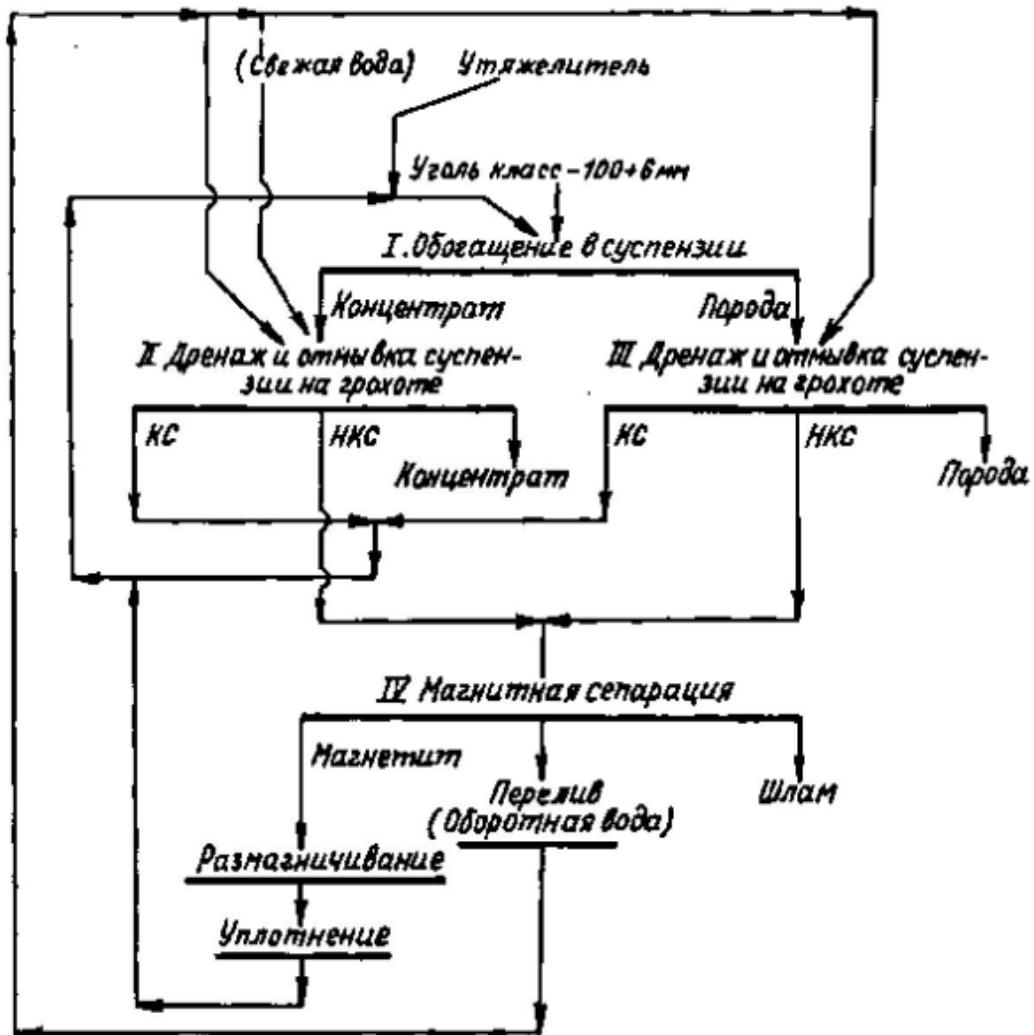 (Свежая вода) Утяжелитель
Уголь класс -100+6 мм
I. Обогащение в суспензии
Концентрат
Порода
II Дренаж и отмывка суспен-
зии на грохоте
III Дренаж и отмывка суспен-
зии на грохоте
КС
НКС
Концентрат
КС
НКС
Порода
IV Магнитная сепарация
Магнетит
Перелив
(Оборотная вода)
Шлам
Размагничивание
Уплотнение